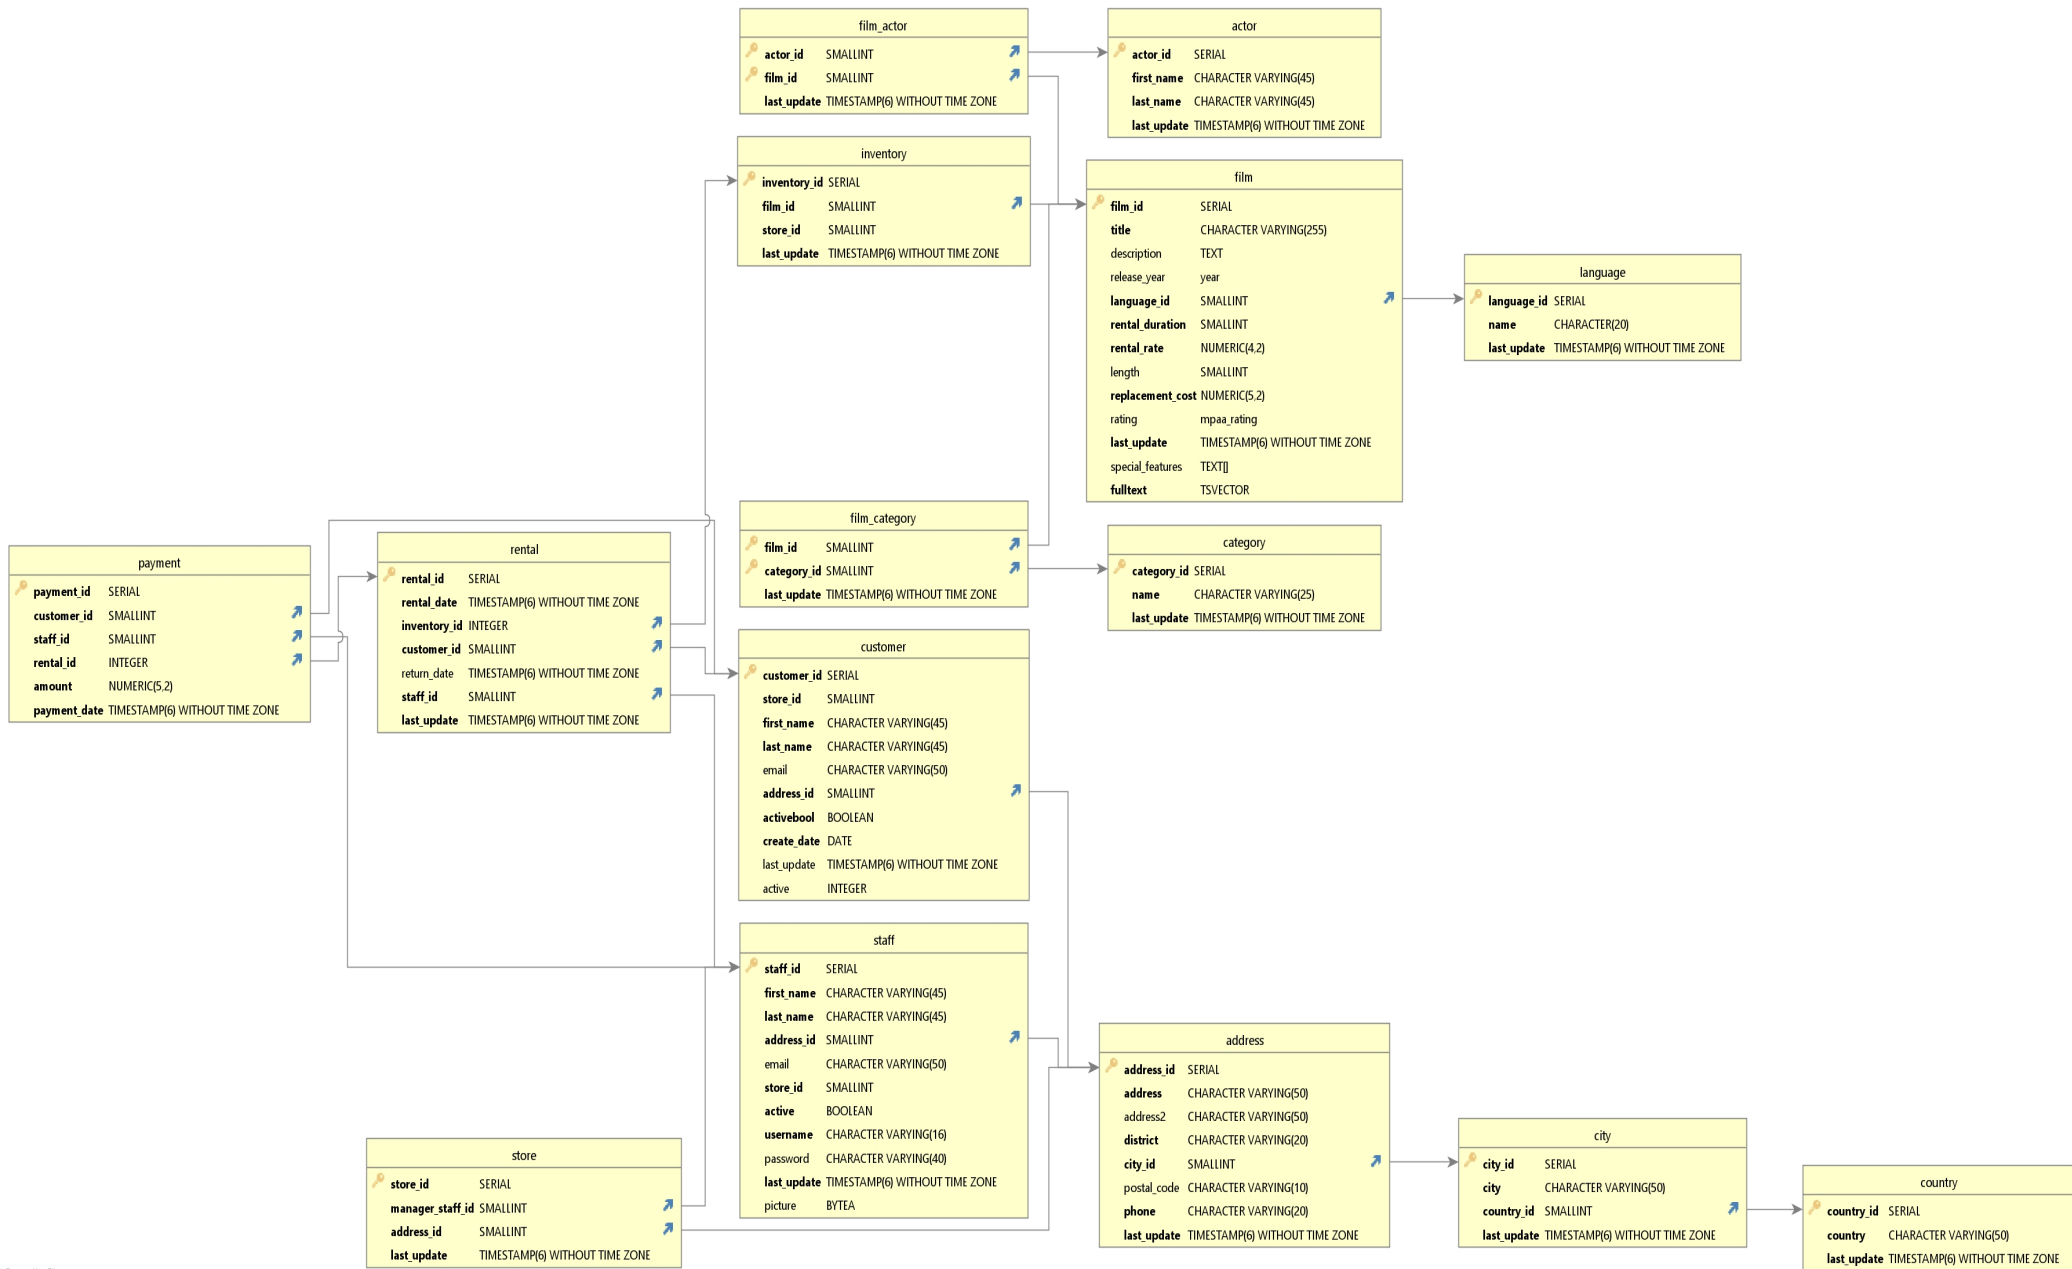 film_actor
actor_id SMALLINT
film_id SMALLINT
last_update TIMESTAMP(6) WITHOUT TIME ZONE
actor
actor_id SERIAL
first_name CHARACTER VARYING(45)
last_name CHARACTER VARYING(45)
last_update TIMESTAMP(6) WITHOUT TIME ZONE
inventory
inventory_id SERIAL
film_id SMALLINT
store_id SMALLINT
last_update TIMESTAMP(6) WITHOUT TIME ZONE
film
film_id SERIAL
title CHARACTER VARYING(255)
description TEXT
release_year year
language_id SMALLINT
rental_duration SMALLINT
rental_rate NUMERIC(4,2)
length SMALLINT
replacement_cost NUMERIC(5,2)
rating mpaa_rating
last_update TIMESTAMP(6) WITHOUT TIME ZONE
special_features TEXT[]
fulltext TSVECTOR
language
language_id SERIAL
name CHARACTER(20)
last_update TIMESTAMP(6) WITHOUT TIME ZONE
film_category
film_id SMALLINT
category_id SMALLINT
last_update TIMESTAMP(6) WITHOUT TIME ZONE
category
category_id SERIAL
name CHARACTER VARYING(25)
last_update TIMESTAMP(6) WITHOUT TIME ZONE
payment
payment_id SERIAL
customer_id SMALLINT
staff_id SMALLINT
rental_id INTEGER
amount NUMERIC(5,2)
payment_date TIMESTAMP(6) WITHOUT TIME ZONE
rental
rental_id SERIAL
rental_date TIMESTAMP(6) WITHOUT TIME ZONE
inventory_id INTEGER
customer_id SMALLINT
return_date TIMESTAMP(6) WITHOUT TIME ZONE
staff_id SMALLINT
last_update TIMESTAMP(6) WITHOUT TIME ZONE
customer
customer_id SERIAL
store_id SMALLINT
first_name CHARACTER VARYING(45)
last_name CHARACTER VARYING(45)
email CHARACTER VARYING(50)
address_id SMALLINT
activebool BOOLEAN
create_date DATE
last_update TIMESTAMP(6) WITHOUT TIME ZONE
active INTEGER
staff
staff_id SERIAL
first_name CHARACTER VARYING(45)
last_name CHARACTER VARYING(45)
address_id SMALLINT
email CHARACTER VARYING(50)
store_id SMALLINT
active BOOLEAN
username CHARACTER VARYING(16)
password CHARACTER VARYING(40)
last_update TIMESTAMP(6) WITHOUT TIME ZONE
picture BYTEA
store
store_id SERIAL
manager_staff_id SMALLINT
address_id SMALLINT
last_update TIMESTAMP(6) WITHOUT TIME ZONE
address
address_id SERIAL
address CHARACTER VARYING(50)
address2 CHARACTER VARYING(50)
district CHARACTER VARYING(20)
city_id SMALLINT
postal_code CHARACTER VARYING(10)
phone CHARACTER VARYING(20)
last_update TIMESTAMP(6) WITHOUT TIME ZONE
city
city_id SERIAL
city CHARACTER VARYING(50)
country_id SMALLINT
last_update TIMESTAMP(6) WITHOUT TIME ZONE
country
country_id SERIAL
country CHARACTER VARYING(50)
last_update TIMESTAMP(6) WITHOUT TIME ZONE